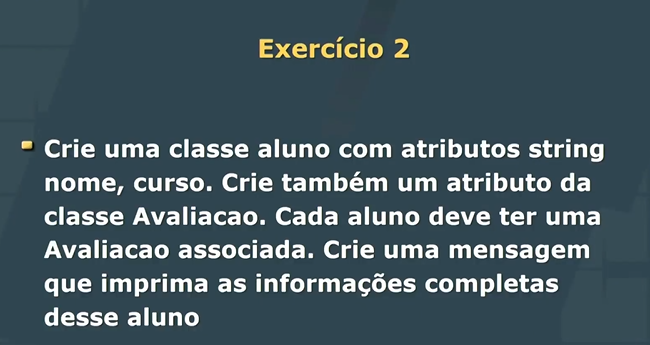 Exercício 2
Crie uma classe aluno com atributos string
nome, curso. Crie também um atributo da
classe Avaliacao. Cada aluno deve ter uma
Avaliacao associada. Crie uma mensagem
que imprima as informações completas
desse aluno